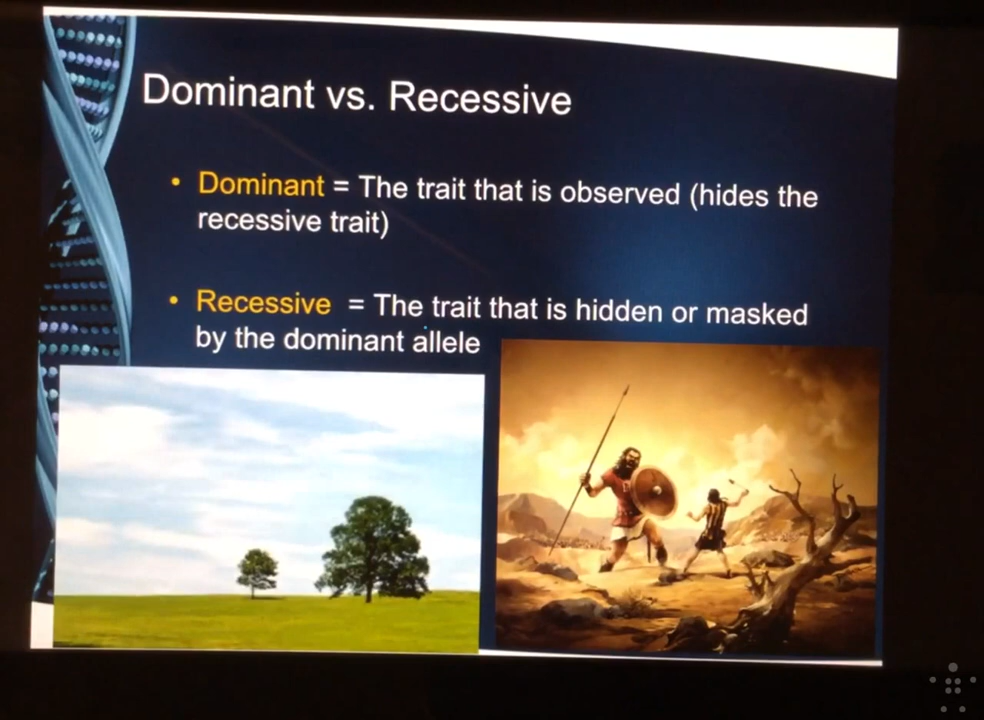 Dominant vs. Recessive
• Dominant = The trait that is observed (hides the
recessive trait)
• Recessive = The trait that is hidden or masked
by the dominant allele